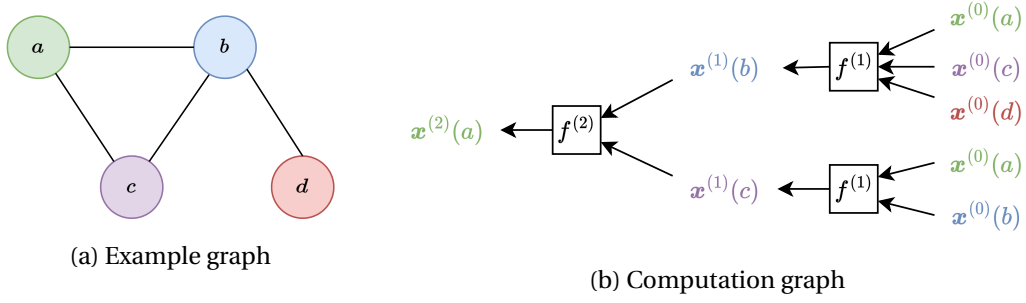 a
b
c
d
(a) Example graph
x^{(2)}(a)
f^{(2)}
x^{(1)}(b)
x^{(1)}(c)
f^{(1)}
f^{(1)}
x^{(0)}(a)
x^{(0)}(c)
x^{(0)}(d)
x^{(0)}(a)
x^{(0)}(b)
(b) Computation graph